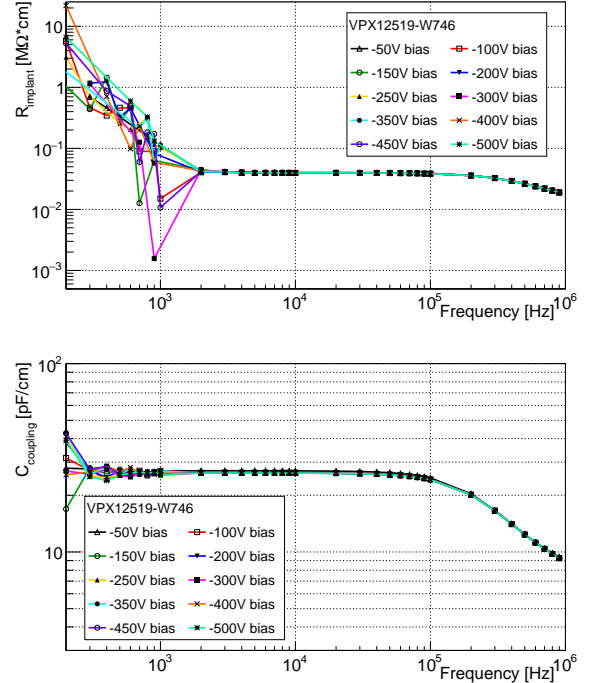 R_implant [MΩ*cm]
10
1
10⁻¹
10⁻²
10⁻³
VPX12519-W746
-50V bias
-100V bias
-150V bias
-200V bias
-250V bias
-300V bias
-350V bias
-400V bias
-450V bias
-500V bias
10³
10⁴
10⁵
10⁶
Frequency [Hz]
C_coupling [pF/cm]
10²
10
VPX12519-W746
-50V bias
-100V bias
-150V bias
-200V bias
-250V bias
-300V bias
-350V bias
-400V bias
-450V bias
-500V bias
10³
10⁴
10⁵
10⁶
Frequency [Hz]